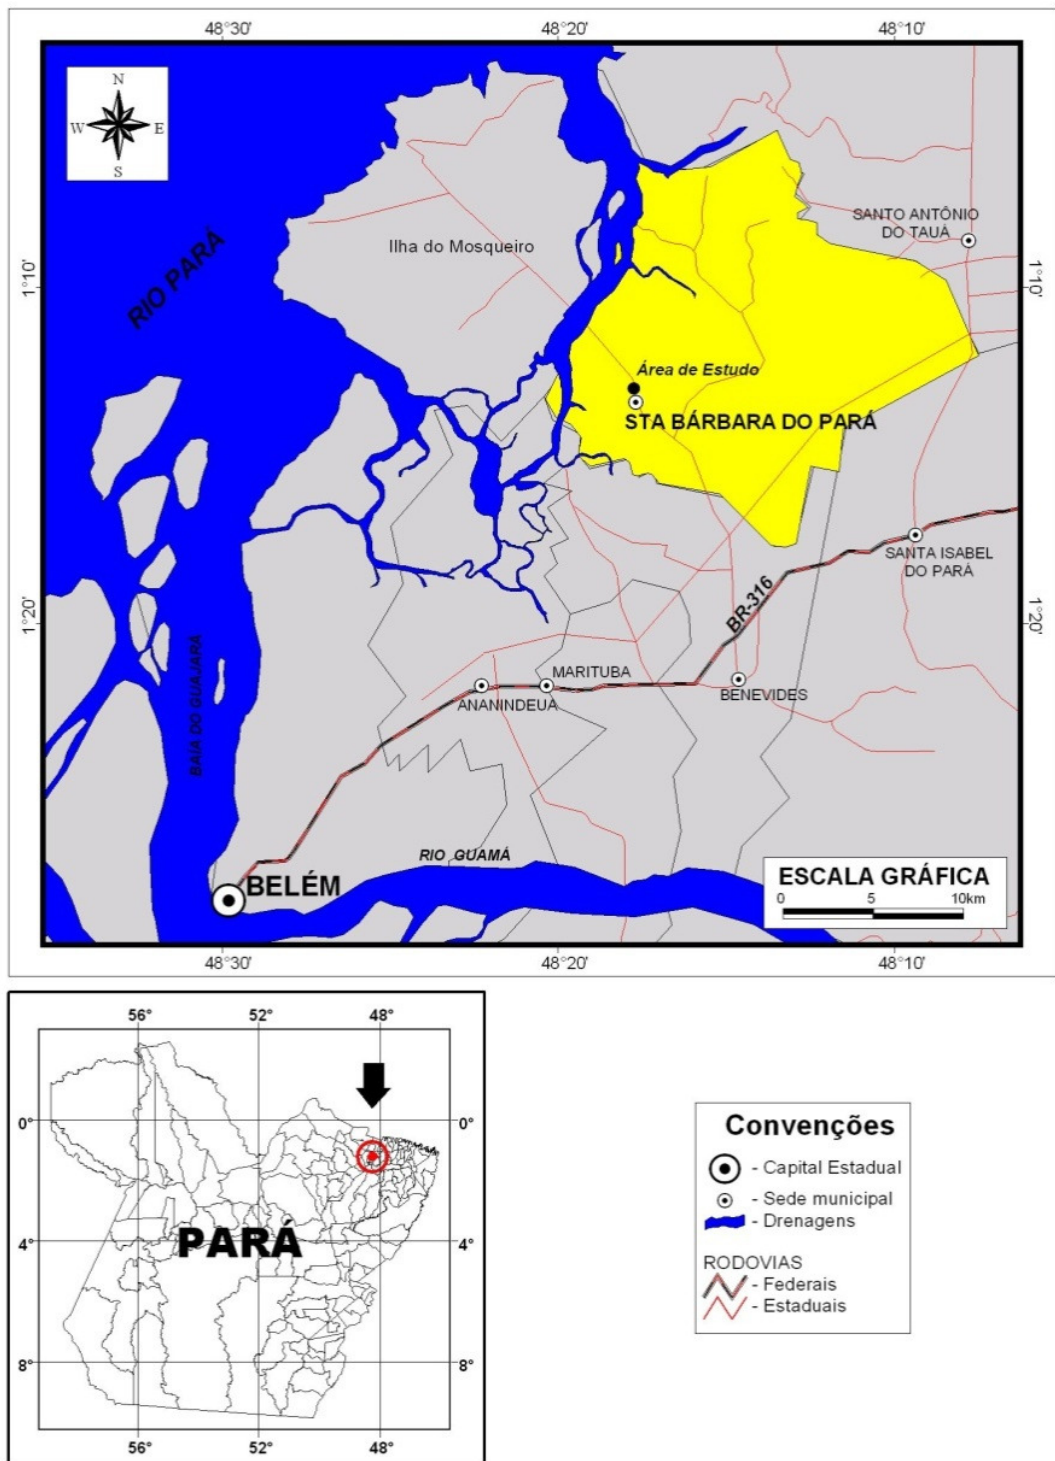 48°30'
48°20'
48°10'
N
W
E
S
SANTO ANTÔNIO
DO TAUÁ
Ilha do Mosqueiro
RIO PARÁ
1°10'
1°10'
Área de Estudo
STA BÁRBARA DO PARÁ
SANTA ISABEL
DO PARÁ
BR-316
1°20'
1°20'
BAÍA DO GUAJARÁ
MARITUBA
ANANINDEUA
BENEVIDES
RIO GUAMÁ
BELÉM
ESCALA GRÁFICA
0
5
10km
48°30'
48°20'
48°10'
56°
52°
48°
0°
0°
PARÁ
4°
4°
8°
8°
56°
52°
48°
Convenções
- Capital Estadual
- Sede municipal
- Drenagens
RODOVIAS
- Federais
- Estaduais